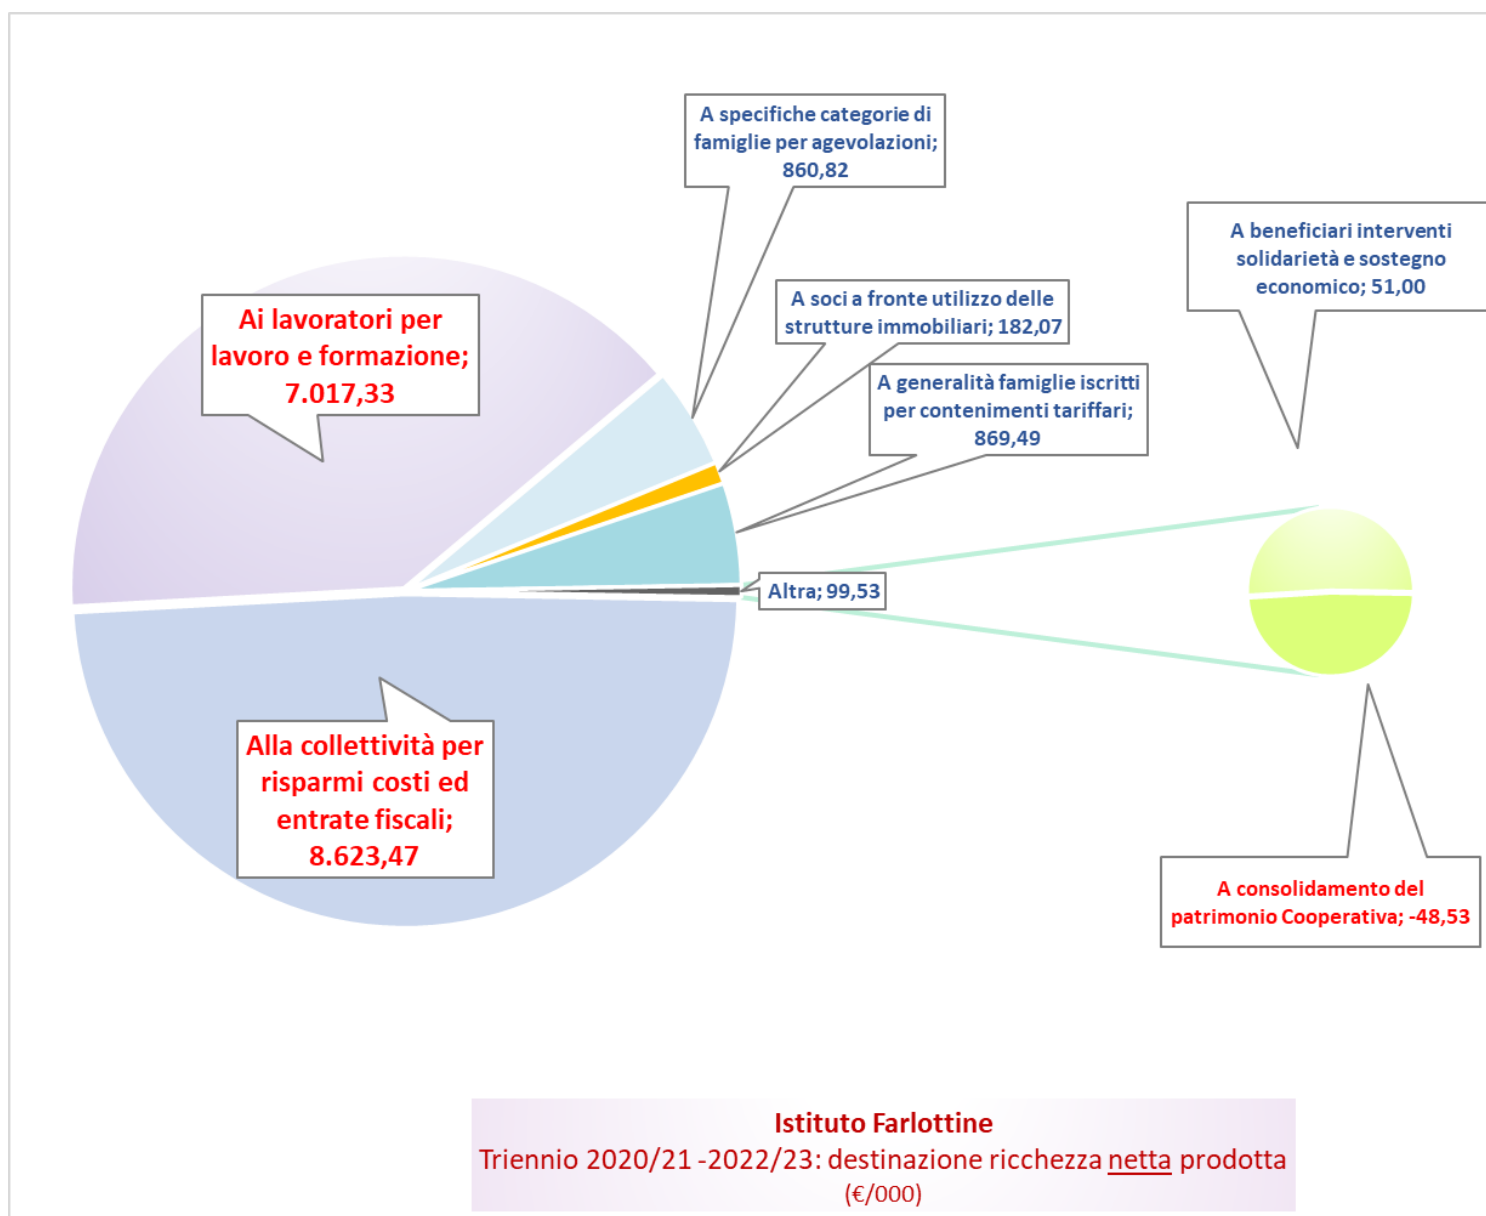 A specifiche categorie di
famiglie per agevolazioni;
860,82
A beneficiari interventi
solidarietà e sostegno
economico; 51,00
A soci a fronte utilizzo delle
strutture immobiliari; 182,07
Ai lavoratori per
lavoro e formazione;
7.017,33
A generalità famiglie iscritti
per contenimenti tariffari;
869,49
Altra; 99,53
Alla collettività per
risparmi costi ed
entrate fiscali;
8.623,47
A consolidamento del
patrimonio Cooperativa; -48,53
Istituto Farlottine
Triennio 2020/21 -2022/23: destinazione ricchezza netta prodotta
(€/000)